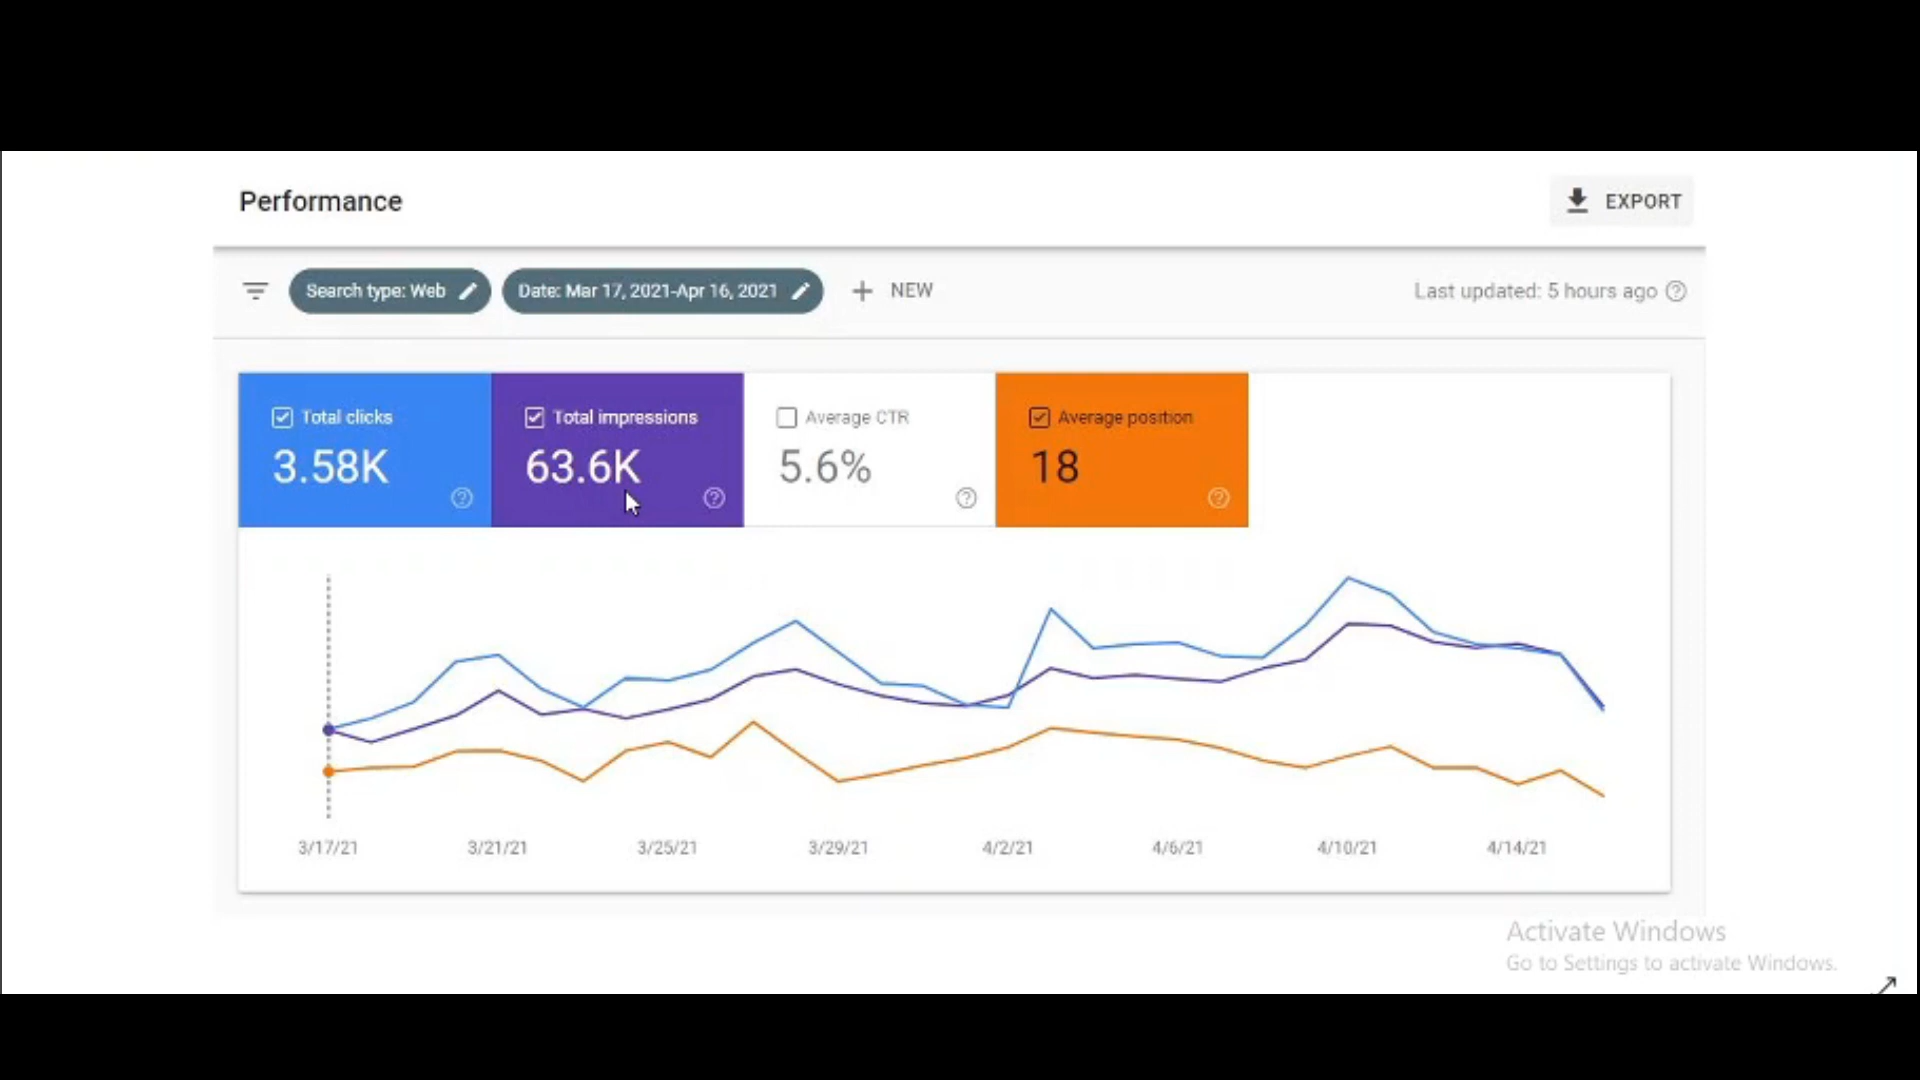 Performance
EXPORT
Search type: Web
Date: Mar 17, 2021-Apr 16, 2021
NEW
Last updated: 5 hours ago
Total clicks
Total impressions
Average CTR
Average position
3.58K
63.6K
5.6%
18
3/17/21
3/21/21
3/25/21
3/29/21
4/2/21
4/6/21
4/10/21
4/14/21
Activate Windows
Go to Settings to activate Windows.